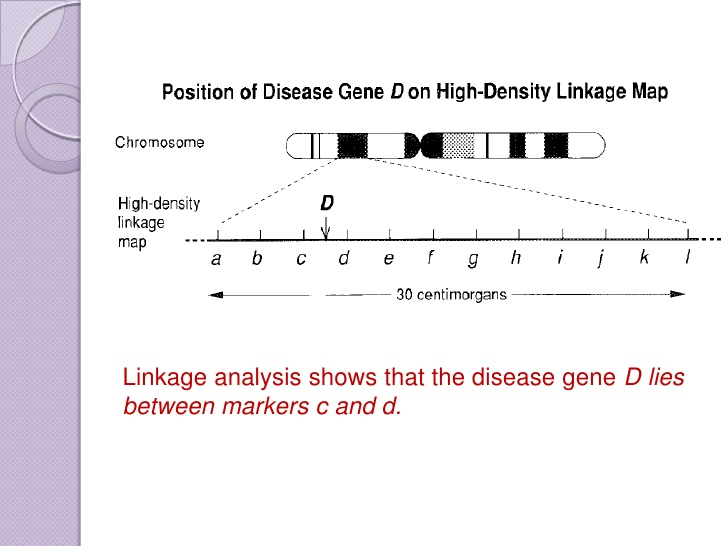 Position of Disease Gene D on High-Density Linkage Map
Chromosome
High-density
linkage
map
D
a b c d e f g h i j k l
30 centimorgans
Linkage analysis shows that the disease gene D lies
between markers c and d.